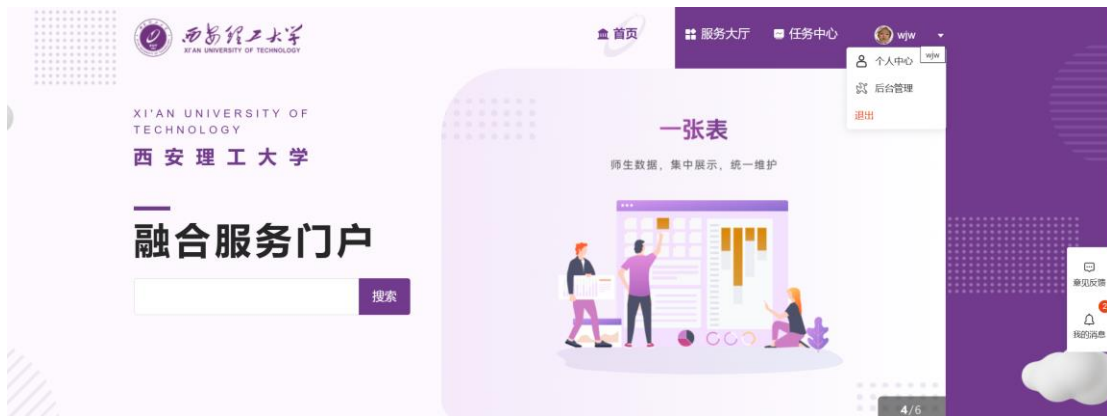 西安理工大学
XI'AN UNIVERSITY OF TECHNOLOGY
首页
服务大厅
任务中心
wjw
个人中心
wjw
后台管理
退出
XI'AN UNIVERSITY OF
TECHNOLOGY
西安理工大学
一张表
师生数据，集中展示，统一维护
融合服务门户
搜索
意见反馈
2
我的消息
4/6